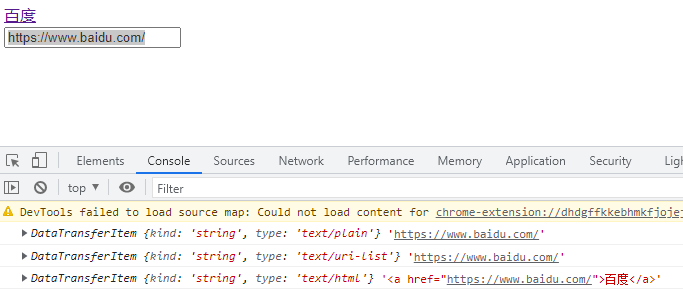 百度
https://www.baidu.com/
Elements Console Sources Network Performance Memory Application Security Ligh
top ▼ Filter
DevTools failed to load source map: Could not load content for chrome-extension://dhdgffkkebhmkfjojej
▶ DataTransferItem {kind: 'string', type: 'text/plain'} 'https://www.baidu.com/'
▶ DataTransferItem {kind: 'string', type: 'text/uri-list'} 'https://www.baidu.com/'
▶ DataTransferItem {kind: 'string', type: 'text/html'} '<a href="https://www.baidu.com/">百度</a>'